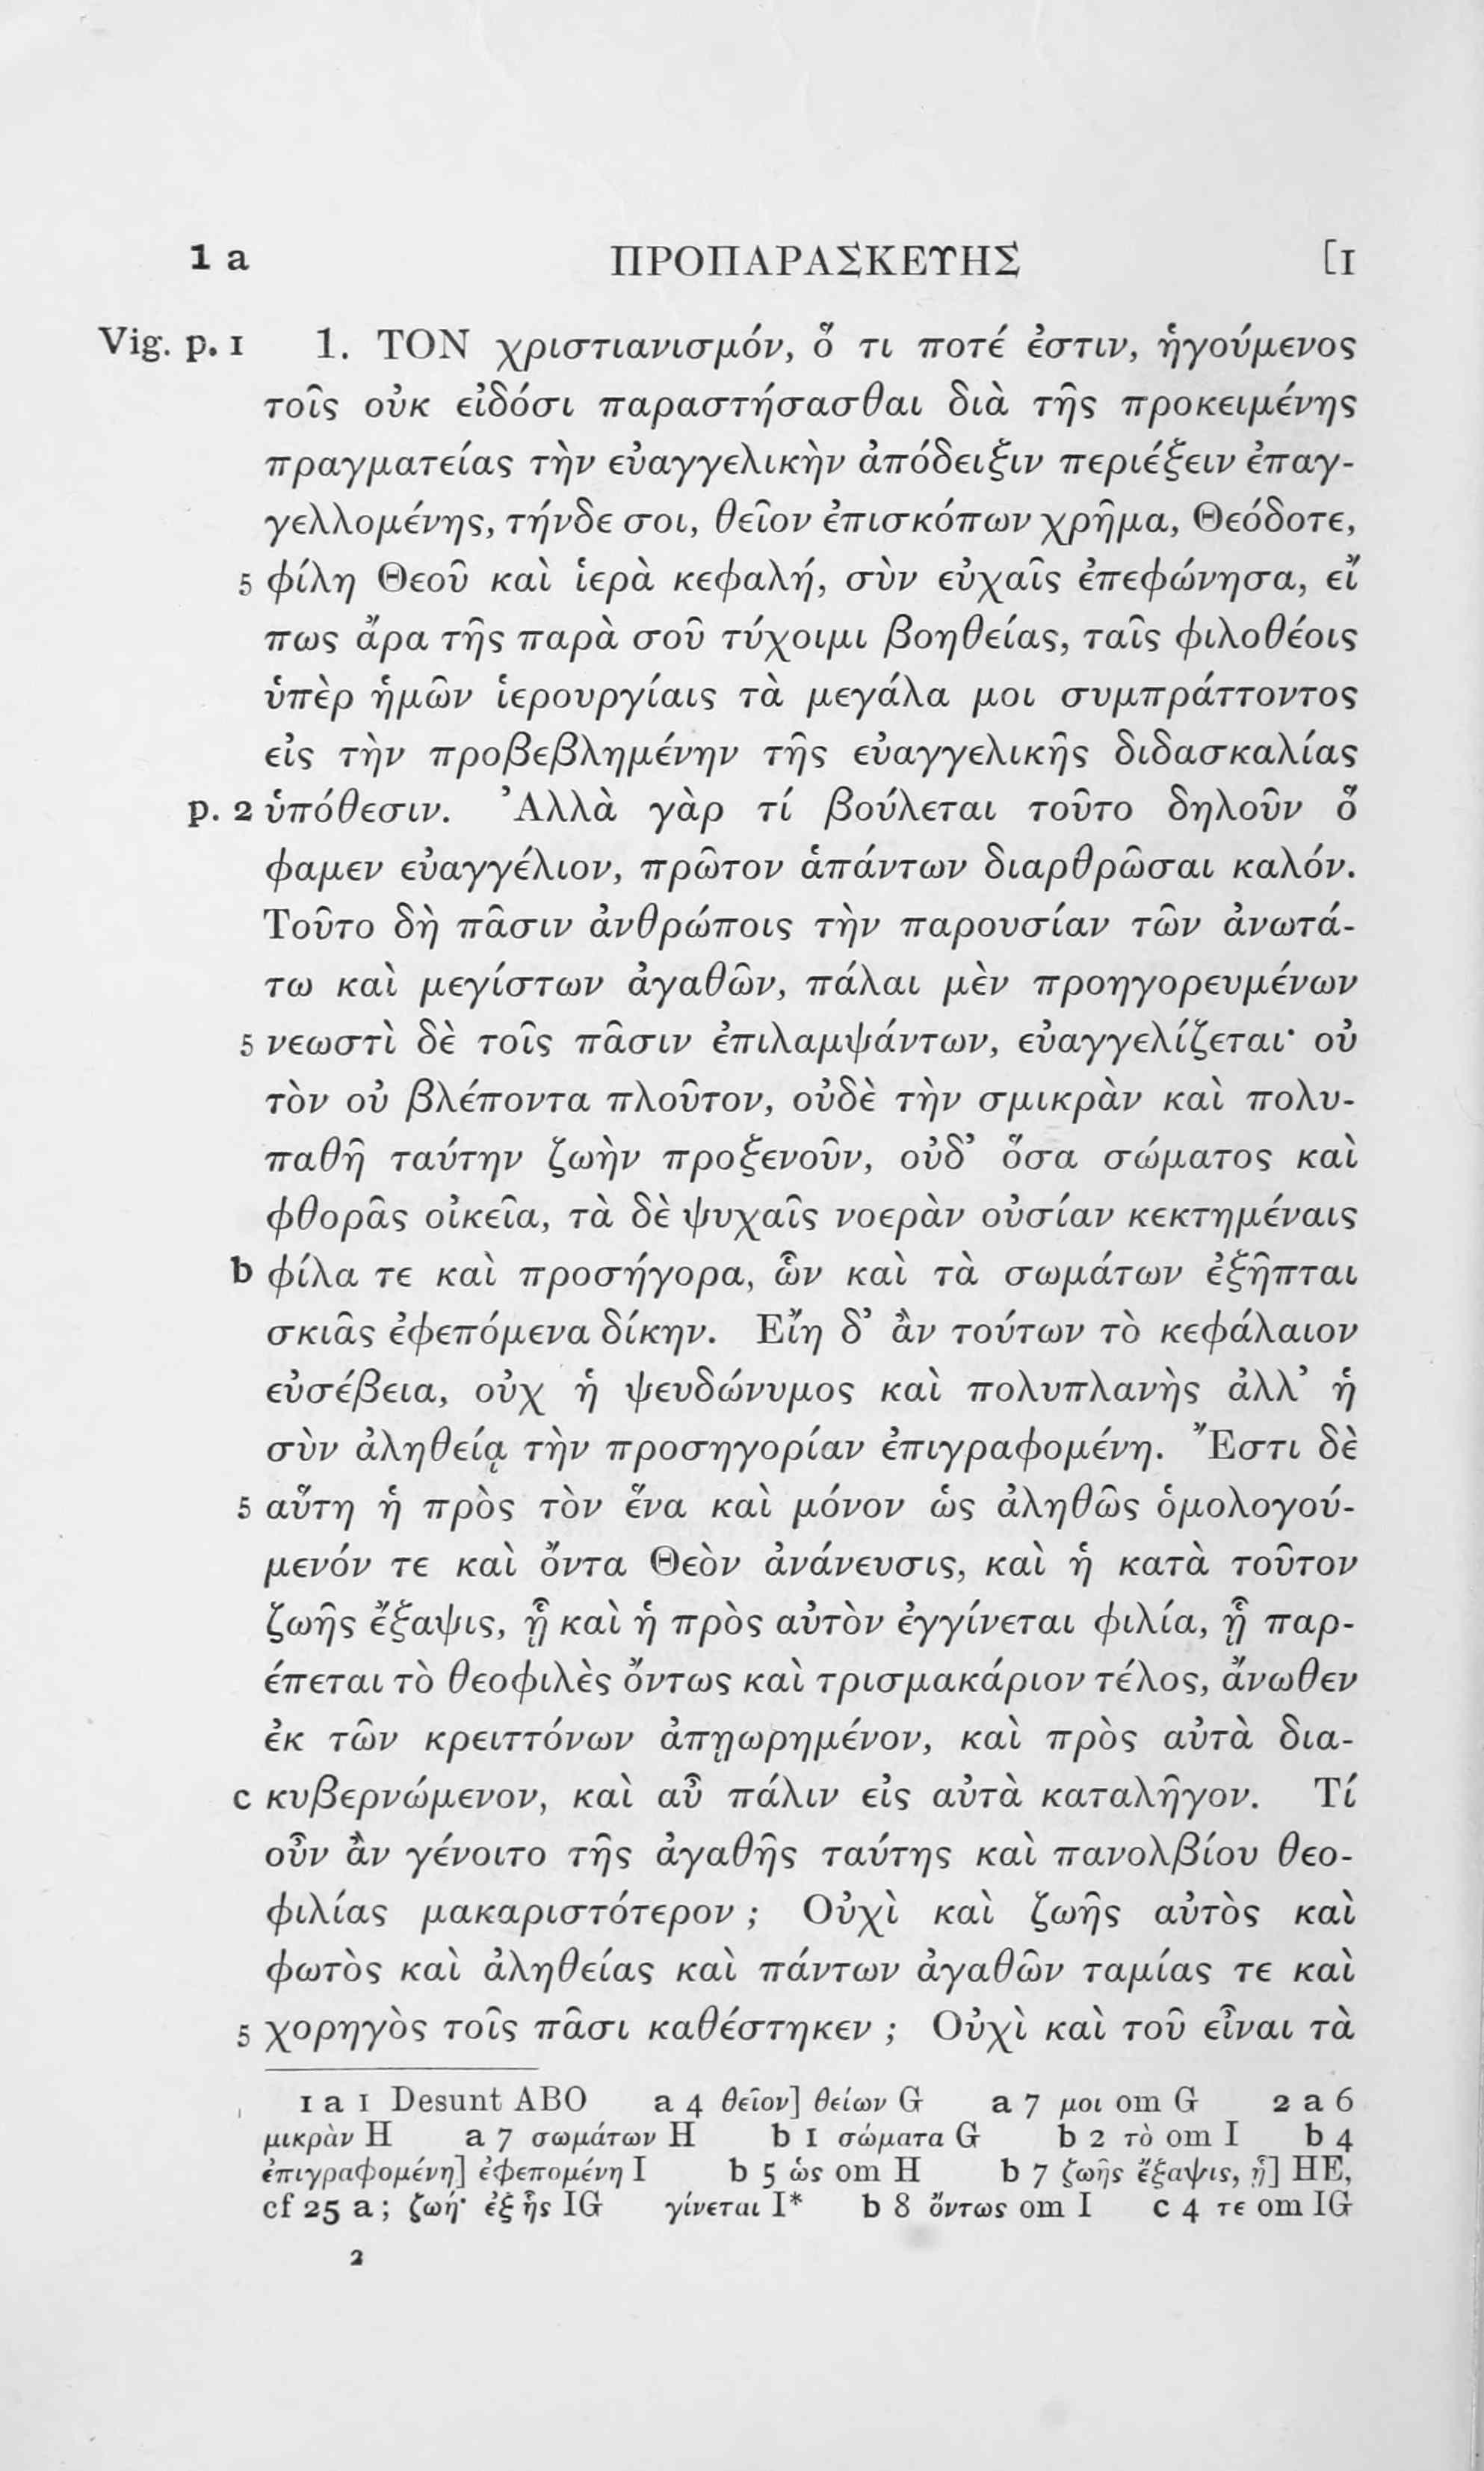 1 a ΠΡΟΠΑΡΑΣΚΕΥΗΣ [1
Vig. p. 1 1. ΤΟΝ χριστιανισμόν, ὅ τι ποτέ ἐστιν, ἡγούμενος
τοῖς οὐκ εἰδόσι παραστήσασθαι διὰ τῆς προκειμένης
πραγματείας τὴν εὐαγγελικὴν ἀπόδειξιν περιέξειν ἐπαγ-
γελλομένης, τήνδε σοι, θεῖον ἐπισκόπων χρῆμα, Θεόδοτε,
5 φίλη Θεοῦ καὶ ἱερὰ κεφαλή, σὺν εὐχαῖς ἐπεφώνησα, εἴ
πως ἄρα τῆς παρὰ σοῦ τύχοιμι βοηθείας, ταῖς φιλοθέοις
ὑπὲρ ἡμῶν ἱερουργίαις τὰ μεγάλα μοι συμπράττοντος
εἰς τὴν προβεβλημένην τῆς εὐαγγελικῆς διδασκαλίας
p. 2 ὑπόθεσιν. Ἀλλὰ γὰρ τί βούλεται τοῦτο δηλοῦν ὅ
φαμεν εὐαγγέλιον, πρῶτον ἁπάντων διαρθρῶσαι καλόν.
Τοῦτο δὴ πᾶσιν ἀνθρώποις τὴν παρουσίαν τῶν ἀνωτά-
τω καὶ μεγίστων ἀγαθῶν, πάλαι μὲν προηγορευμένων
5 νεωστὶ δὲ τοῖς πᾶσιν ἐπιλαμψάντων, εὐαγγελίζεται· οὐ
τὸν οὐ βλέποντα πλοῦτον, οὐδὲ τὴν σμικρὰν καὶ πολυ-
παθῆ ταύτην ζωὴν προξενοῦν, οὐδ’ ὅσα σώματος καὶ
φθορᾶς οἰκεῖα, τὰ δὲ ψυχαῖς νοερὰν οὐσίαν κεκτημέναις
b φίλα τε καὶ προσήγορα, ὧν καὶ τὰ σωμάτων ἐξῆπται
σκιᾶς ἐφεπόμενα δίκην. Εἴη δ’ ἂν τούτων τὸ κεφάλαιον
εὐσέβεια, οὐχ ἡ ψευδώνυμος καὶ πολυπλανὴς ἀλλ’ ἡ
σὺν ἀληθείᾳ τὴν προσηγορίαν ἐπιγραφομένη. Ἔστι δὲ
5 αὕτη ἡ πρὸς τὸν ἕνα καὶ μόνον ὡς ἀληθῶς ὁμολογού-
μενόν τε καὶ ὄντα Θεὸν ἀνάνευσις, καὶ ἡ κατὰ τοῦτον
ζωῆς ἔξαψις, ᾗ καὶ ἡ πρὸς αὐτὸν ἐγγίνεται φιλία, ᾗ παρ-
έπεται τὸ θεοφιλὲς ὄντως καὶ τρισμακάριον τέλος, ἄνωθεν
ἐκ τῶν κρειττόνων ἀπῃωρημένον, καὶ πρὸς αὐτὰ δια-
c κυβερνώμενον, καὶ αὖ πάλιν εἰς αὐτὰ καταλῆγον. Τί
οὖν ἂν γένοιτο τῆς ἀγαθῆς ταύτης καὶ πανολβίου θεο-
φιλίας μακαριστότερον ; Οὐχὶ καὶ ζωῆς αὐτὸς καὶ
φωτὸς καὶ ἀληθείας καὶ πάντων ἀγαθῶν ταμίας τε καὶ
5 χορηγὸς τοῖς πᾶσι καθέστηκεν ; Οὐχὶ καὶ τοῦ εἶναι τὰ
1 a 1 Desunt ABO a 4 θεῖον] θείων G a 7 μοι om G 2 a 6
μικρὰν H a 7 σωμάτων H b 1 σώματα G b 2 τὸ om I b 4
ἐπιγραφομένη] ἐφεπομένη I b 5 ὡς om H b 7 ζωῆς ἔξαψις, ᾗ] HE,
cf 25 a ; ζωή· ἐξ ἧς IG γίνεται I* b 8 ὄντως om I c 4 τε om IG
2